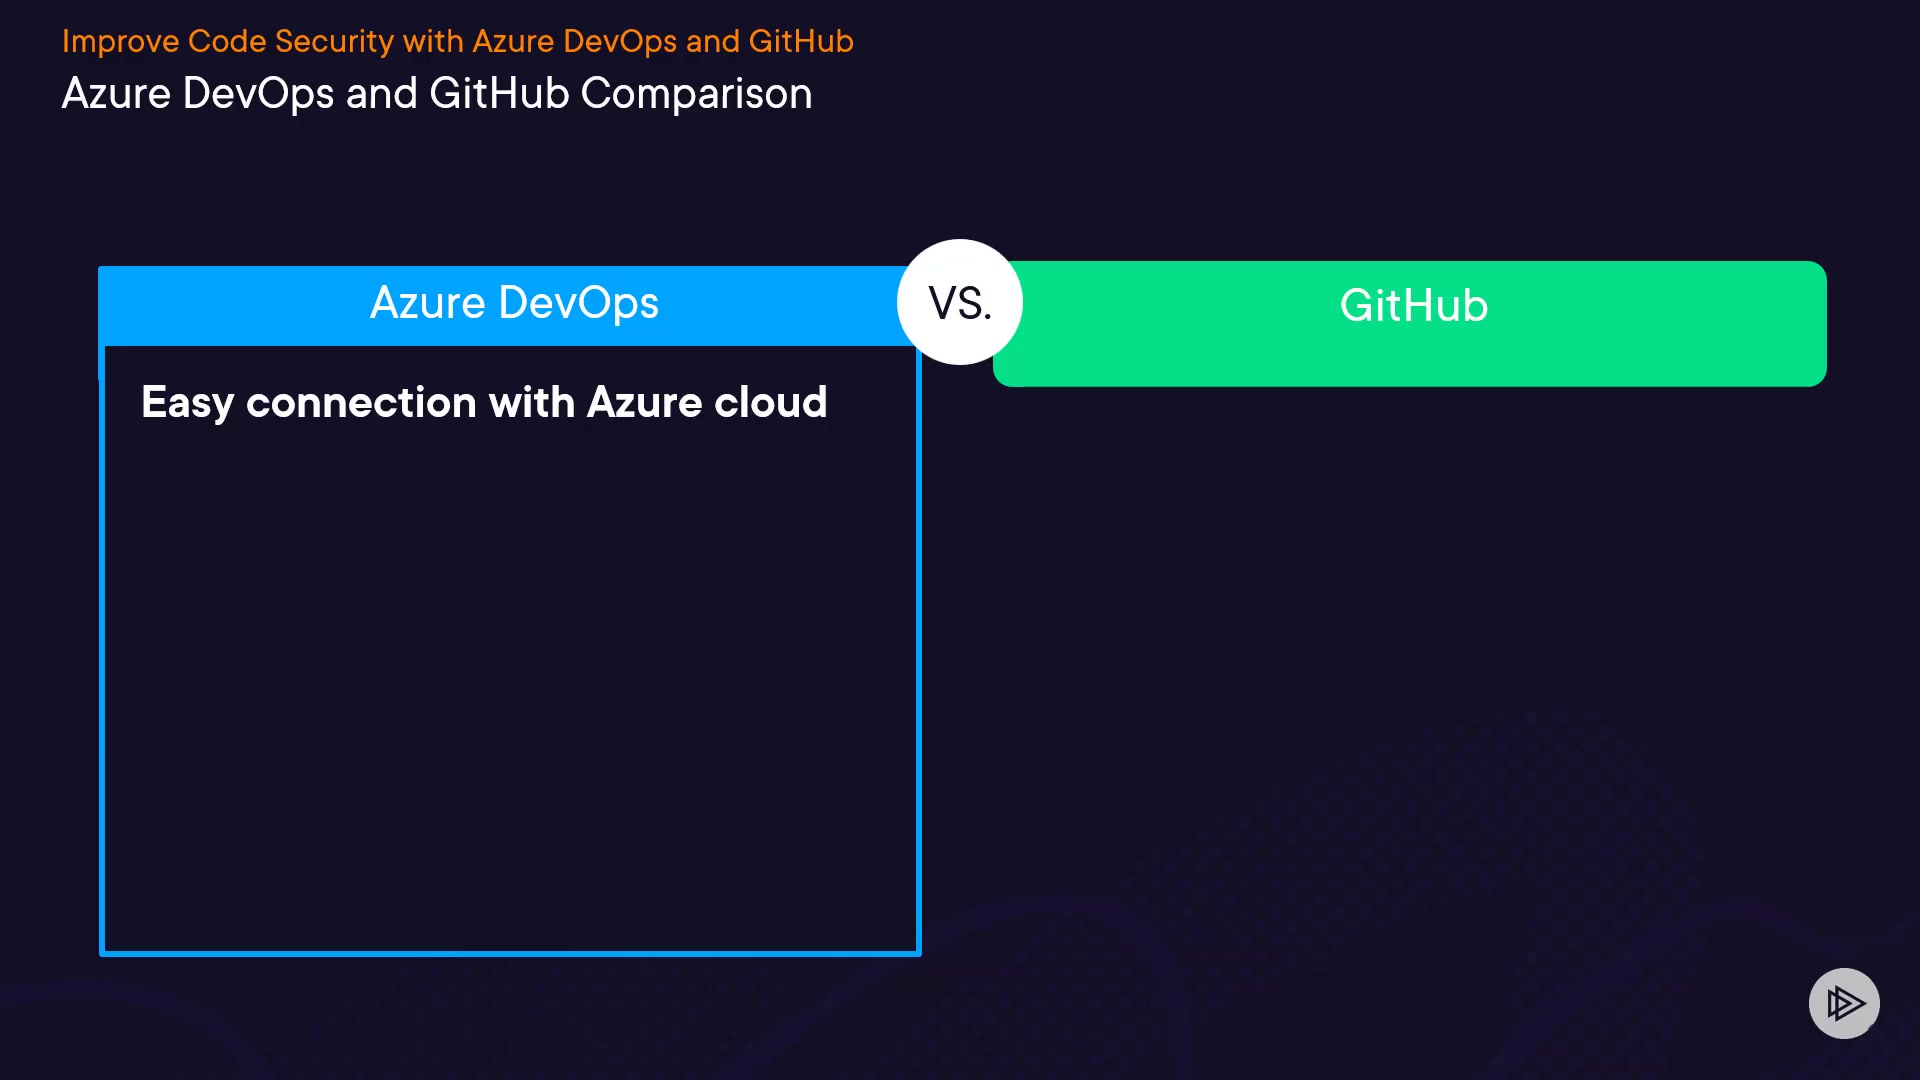 Improve Code Security with Azure DevOps and GitHub
Azure DevOps and GitHub Comparison
Azure DevOps
VS.
GitHub
Easy connection with Azure cloud